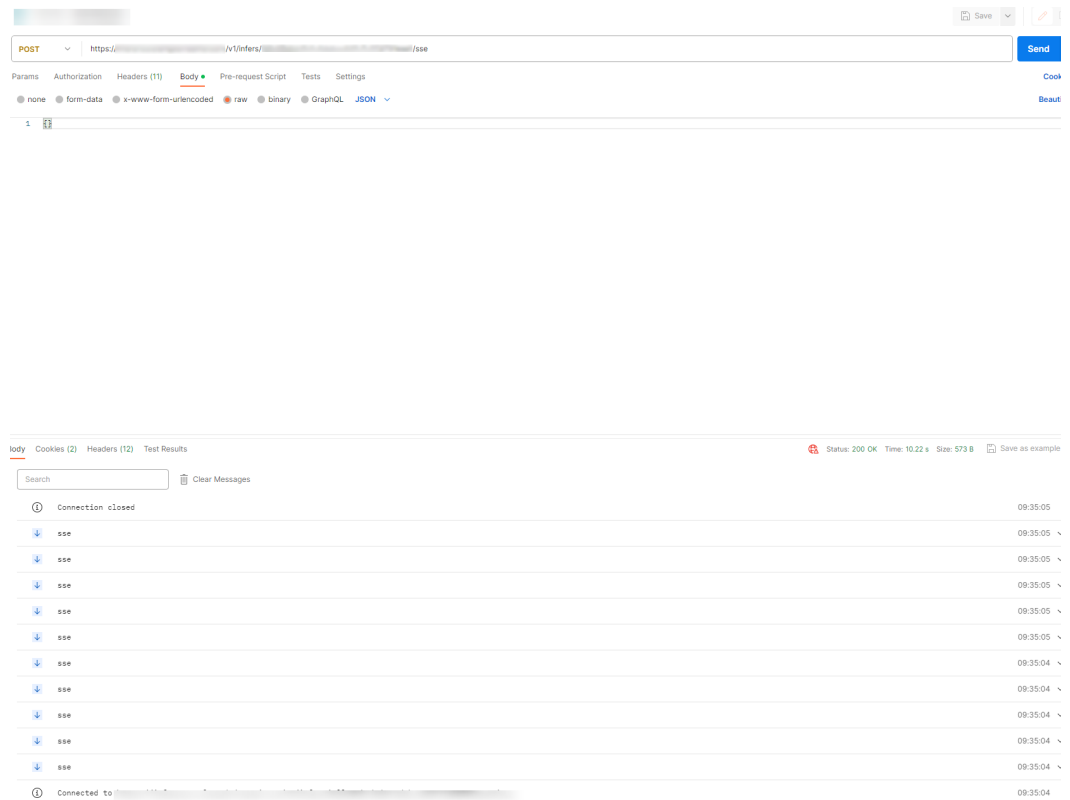 Save
POST https:// /v1/infers/ /sse Send
Params Authorization Headers (11) Body Pre-request Script Tests Settings Cook
none form-data x-www-form-urlencoded raw binary GraphQL JSON Beauti
1 {}
Body Cookies (2) Headers (12) Test Results Status: 200 OK Time: 10.22 s Size: 573 B Save as example
Search Clear Messages
Connection closed 09:35:05
sse 09:35:05
sse 09:35:05
sse 09:35:05
sse 09:35:05
sse 09:35:05
sse 09:35:04
sse 09:35:04
sse 09:35:04
sse 09:35:04
sse 09:35:04
Connected to 09:35:04